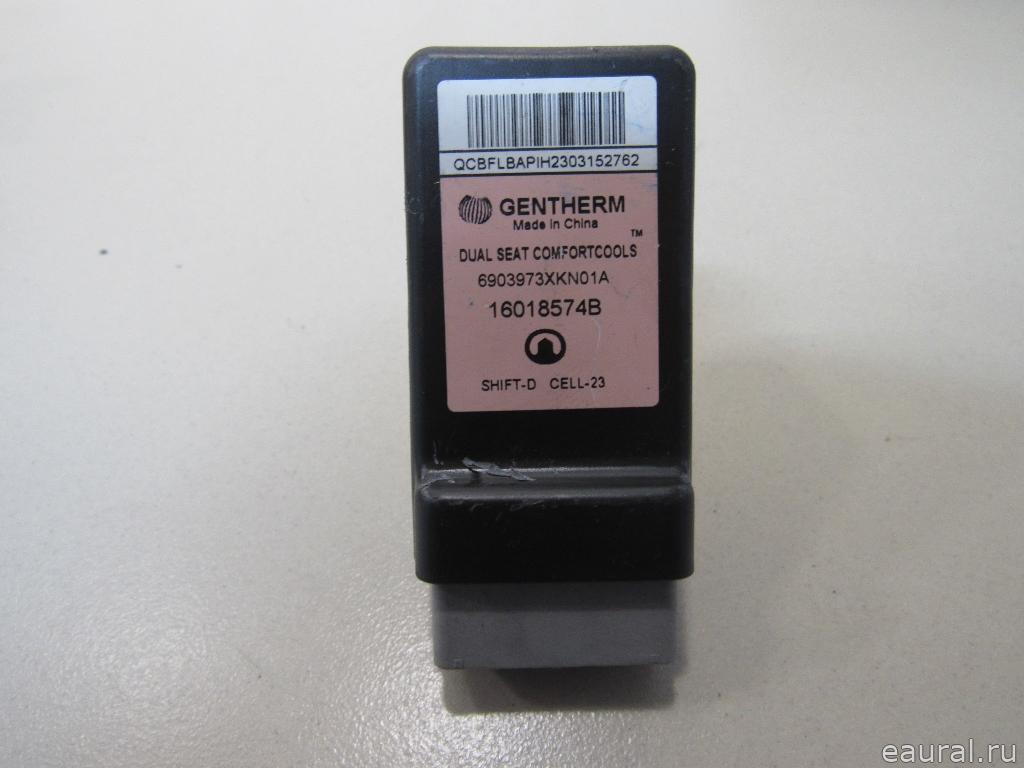 QCBFLBAPIH2303152762
GENTHERM
Made in China
™
DUAL SEAT COMFORTCOOLS
6903973XKN01A
16018574B
SHIFT-D CELL-23
eaural.ru